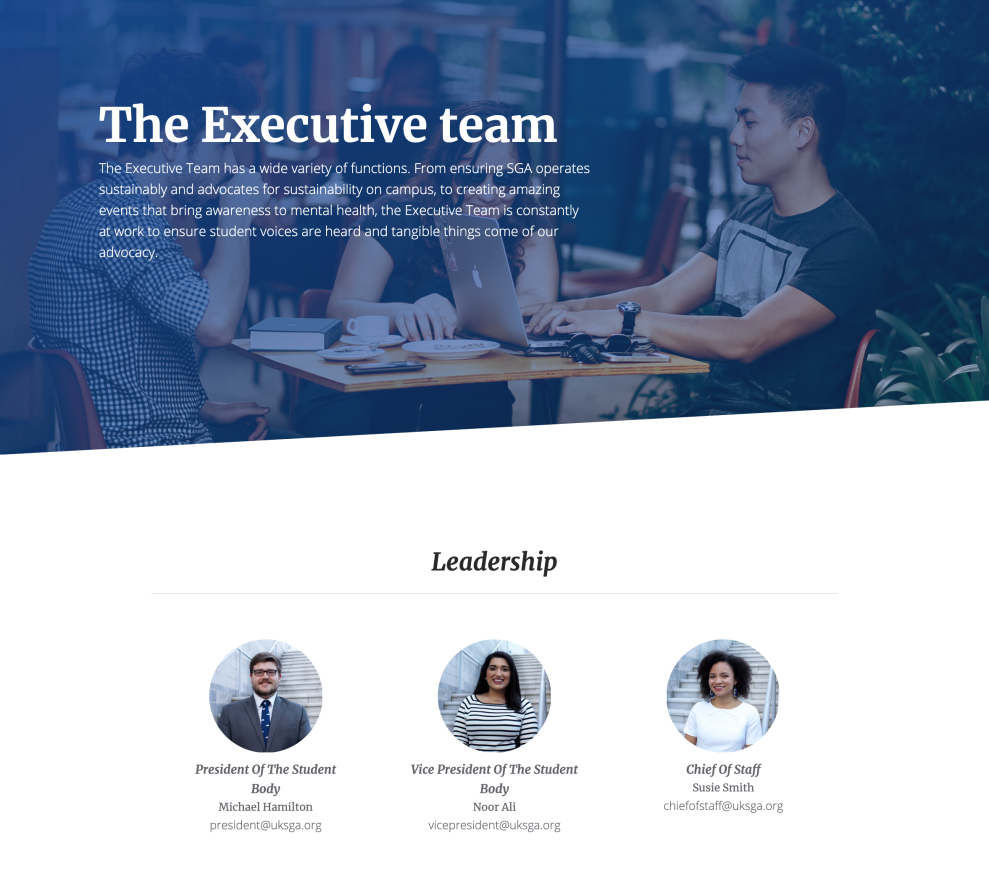 The Executive team
The Executive Team has a wide variety of functions. From ensuring SGA operates
sustainably and advocates for sustainability on campus, to creating amazing
events that bring awareness to mental health, the Executive Team is constantly
at work to ensure student voices are heard and tangible things come of our
advocacy.
Leadership
President Of The Student
Body
Michael Hamilton
president@uksga.org
Vice President Of The Student
Body
Noor Ali
vicepresident@uksga.org
Chief Of Staff
Susie Smith
chiefofstaff@uksga.org